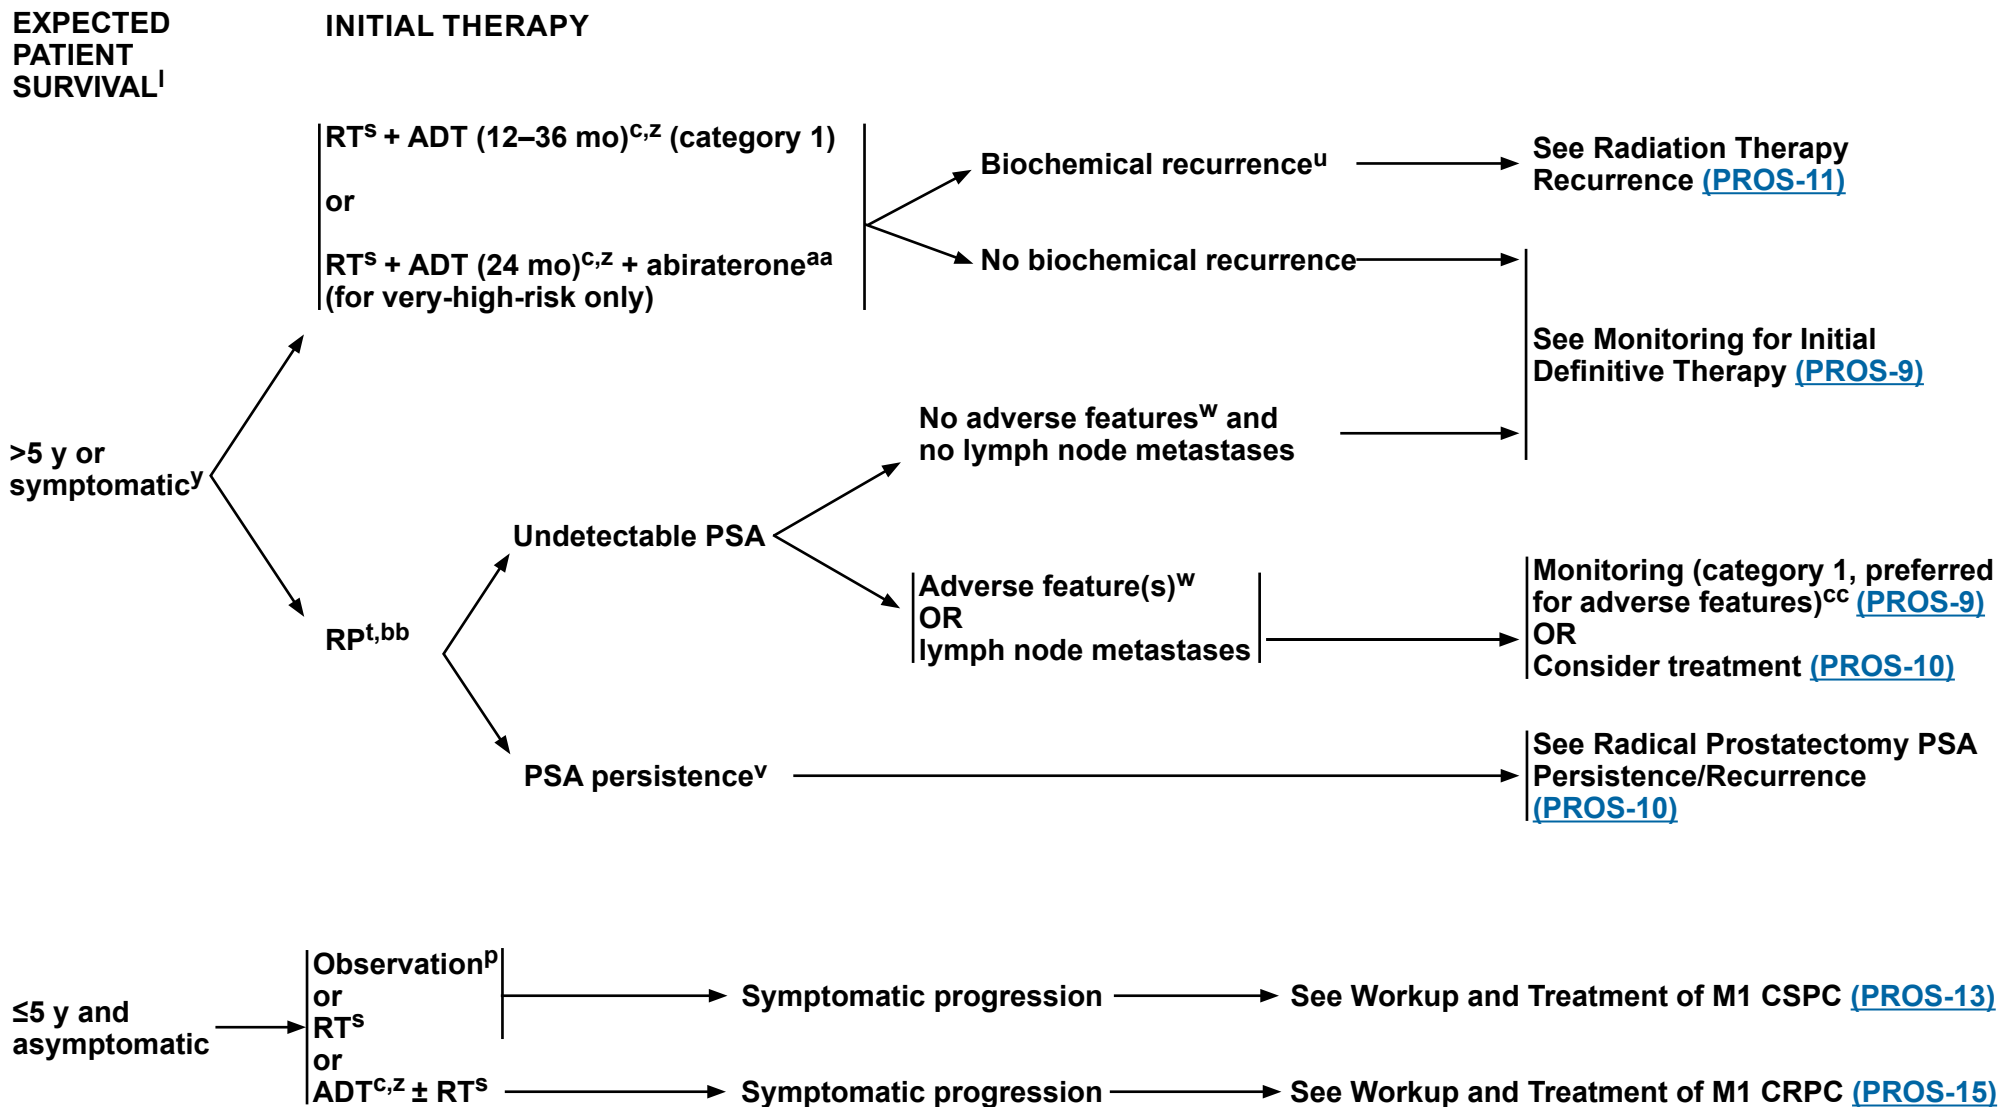 EXPECTED
PATIENT
SURVIVALl
INITIAL THERAPY
RTs + ADT (12–36 mo)c,z (category 1)
or
RTs + ADT (24 mo)c,z + abirateroneaa
(for very-high-risk only)
Biochemical recurrenceu
See Radiation Therapy
Recurrence (PROS-11)
No biochemical recurrence
See Monitoring for Initial
Definitive Therapy (PROS-9)
>5 y or
symptomaticy
No adverse featuresw and
no lymph node metastases
Undetectable PSA
Adverse feature(s)w
OR
lymph node metastases
Monitoring (category 1, preferred
for adverse features)cc (PROS-9)
OR
Consider treatment (PROS-10)
RPt,bb
PSA persistencev
See Radical Prostatectomy PSA
Persistence/Recurrence
(PROS-10)
≤5 y and
asymptomatic
Observationp
or
RTs
or
ADTc,z ± RTs
Symptomatic progression
See Workup and Treatment of M1 CSPC (PROS-13)
Symptomatic progression
See Workup and Treatment of M1 CRPC (PROS-15)